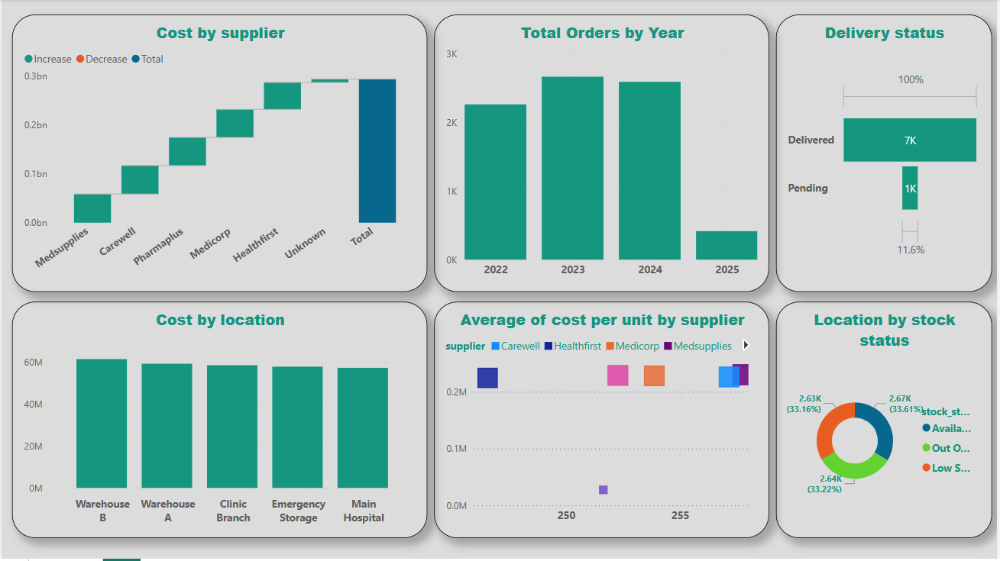 Cost by supplier
Increase Decrease Total
0.3bn
0.2bn
0.1bn
0.0bn
Medsupplies
Carewell
Pharmaplus
Medicorp
Healthfirst
Unknown
Total
Total Orders by Year
3K
2K
1K
0K
2022 2023 2024 2025
Delivery status
100%
Delivered 7K
Pending 1K
11.6%
Cost by location
60M
40M
20M
0M
Warehouse B
Warehouse A
Clinic Branch
Emergency Storage
Main Hospital
Average of cost per unit by supplier
supplier Carewell Healthfirst Medicorp Medsupplies
0.2M
0.1M
0.0M
250 255
Location by stock
status
2.63K
(33.16%)
2.67K
(33.61%)
2.64K
(33.22%)
stock_st...
Availa...
Out O...
Low S...